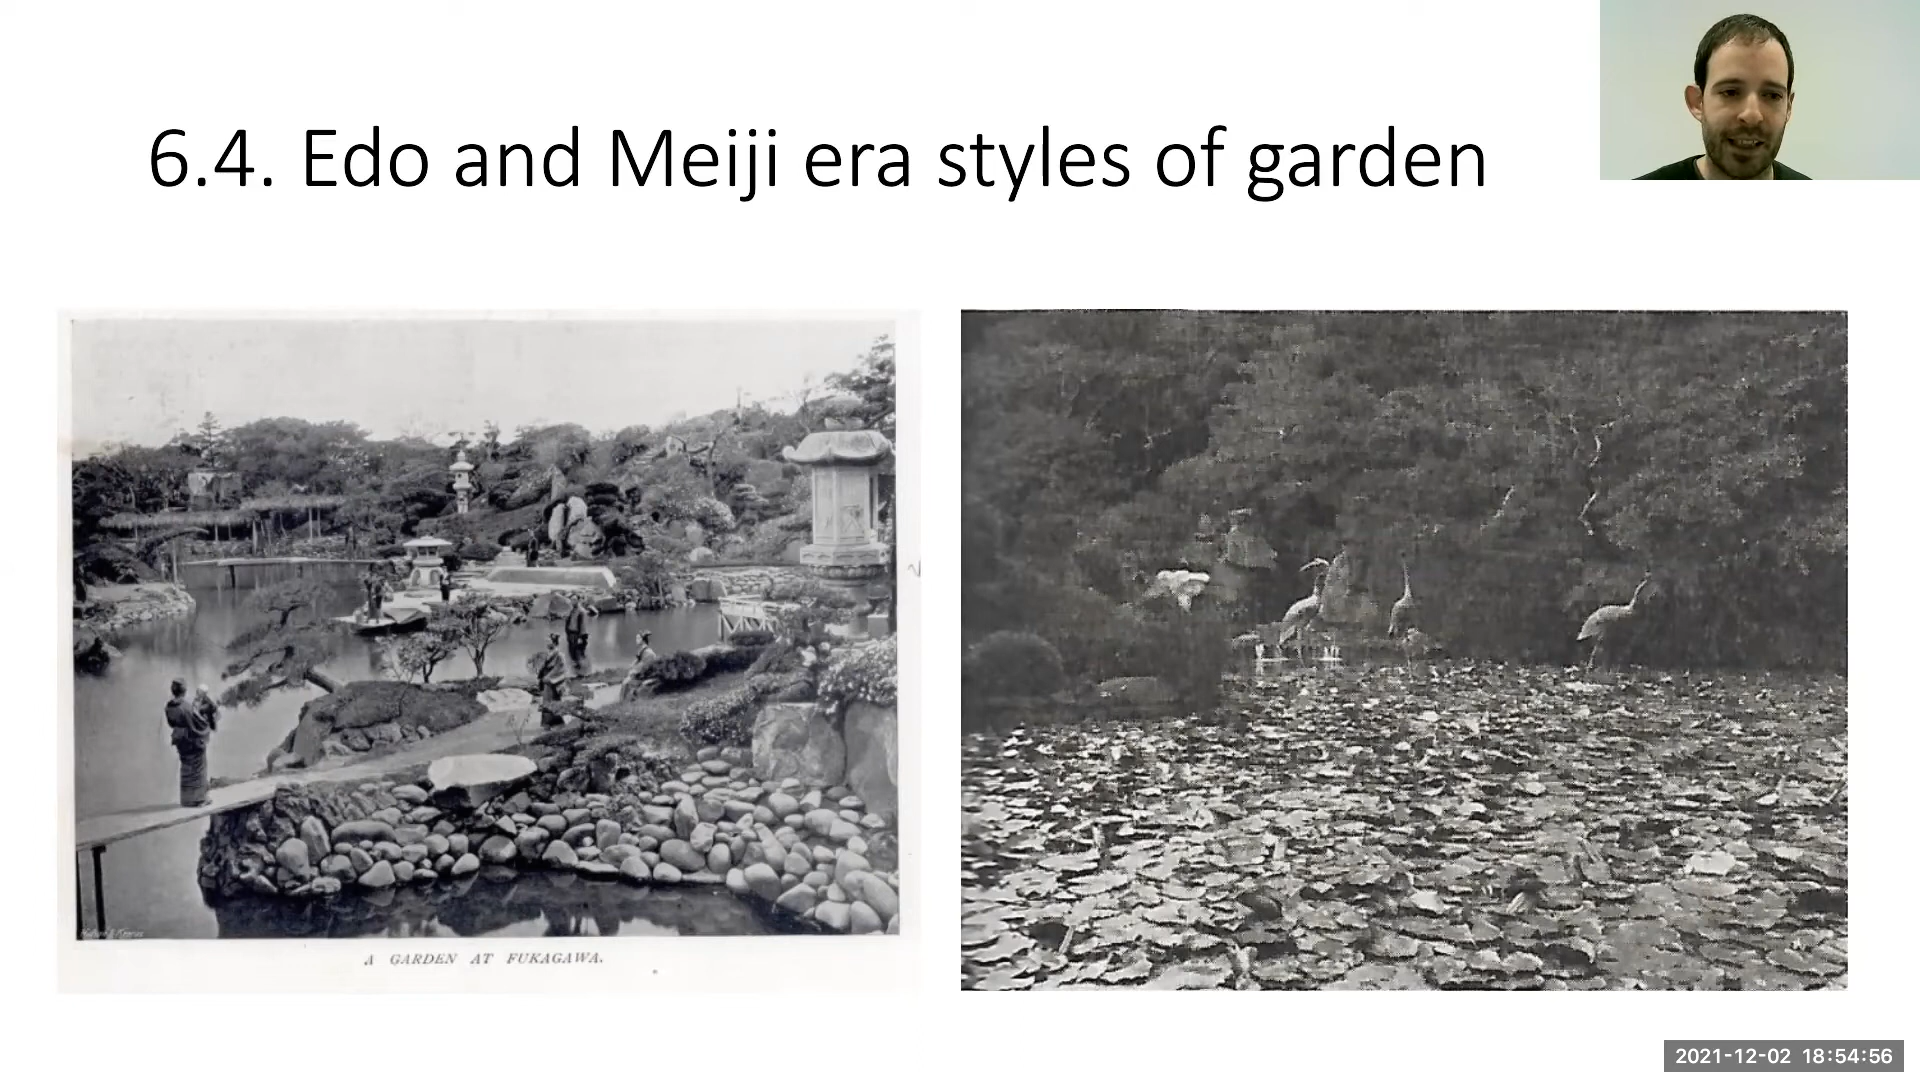 6.4. Edo and Meiji era styles of garden
A GARDEN AT FUKAGAWA.
2021-12-02 18:54:56